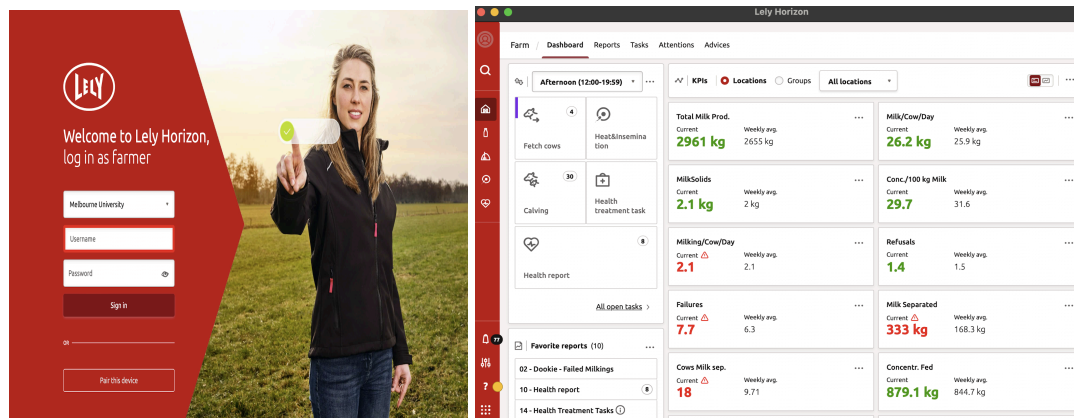 LELY
Welcome to Lely Horizon,
log in as farmer
Melbourne University
Username
Password
Sign in
OR
Pair this device
Lely Horizon
Farm / Dashboard Reports Tasks Attentions Advices
Afternoon (12:00-19:59)
4
Fetch cows
Heat&Insemina
tion
30
Calving
Health
treatment task
8
Health report
All open tasks >
Favorite reports (10)
02 - Dookie - Failed Milkings
10 - Health report 8
14 - Health Treatment Tasks
77
?
KPIs Locations Groups All locations
Total Milk Prod.
Current Weekly avg.
2961 kg 2655 kg
Milk/Cow/Day
Current Weekly avg.
26.2 kg 25.9 kg
MilkSolids
Current Weekly avg.
2.1 kg 2 kg
Conc./100 kg Milk
Current Weekly avg.
29.7 31.6
Milking/Cow/Day
Current Weekly avg.
2.1 2.1
Refusals
Current Weekly avg.
1.4 1.5
Failures
Current Weekly avg.
7.7 6.3
Milk Separated
Current Weekly avg.
333 kg 168.3 kg
Cows Milk sep.
Current Weekly avg.
18 9.71
Concentr. Fed
Current Weekly avg.
879.1 kg 844.7 kg